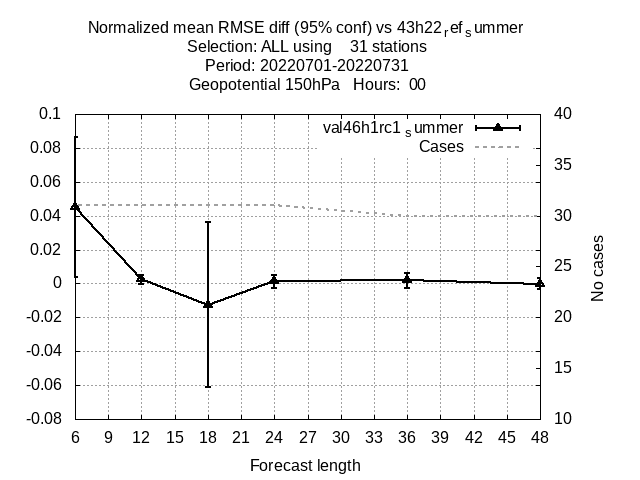 Normalized mean RMSE diff (95% conf) vs 43h22refsummer
Selection: ALL using    31 stations
Period: 20220701-20220731
Geopotential 150hPa   Hours:  00
val46h1rc1summer
Cases
0.1
0.08
0.06
0.04
0.02
0
-0.02
-0.04
-0.06
-0.08
40
35
30
25
20
15
10
No cases
6 9 12 15 18 21 24 27 30 33 36 39 42 45 48
Forecast length